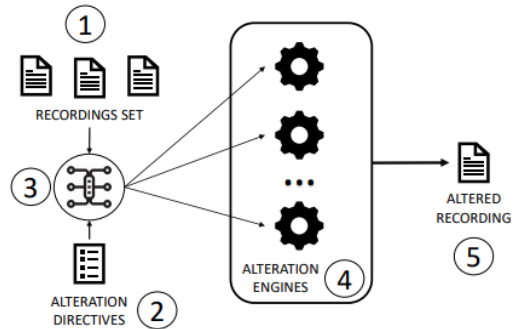 1
RECORDINGS SET
3
ALTERATION
DIRECTIVES
2
...
ALTERATION
ENGINES
4
ALTERED
RECORDING
5